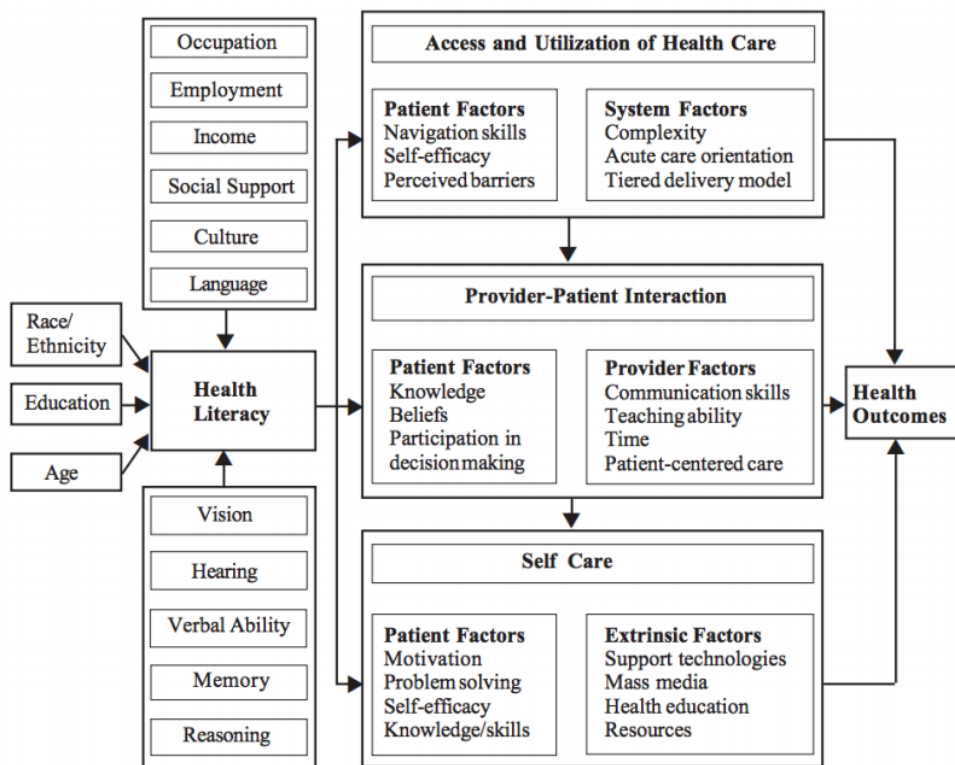 Occupation
Employment
Income
Social Support
Culture
Language
Race/
Ethnicity
Education
Age
Health
Literacy
Vision
Hearing
Verbal Ability
Memory
Reasoning
Access and Utilization of Health Care
Patient Factors
Navigation skills
Self-efficacy
Perceived barriers
System Factors
Complexity
Acute care orientation
Tiered delivery model
Provider-Patient Interaction
Patient Factors
Knowledge
Beliefs
Participation in
decision making
Provider Factors
Communication skills
Teaching ability
Time
Patient-centered care
Self Care
Patient Factors
Motivation
Problem solving
Self-efficacy
Knowledge/skills
Extrinsic Factors
Support technologies
Mass media
Health education
Resources
Health
Outcomes